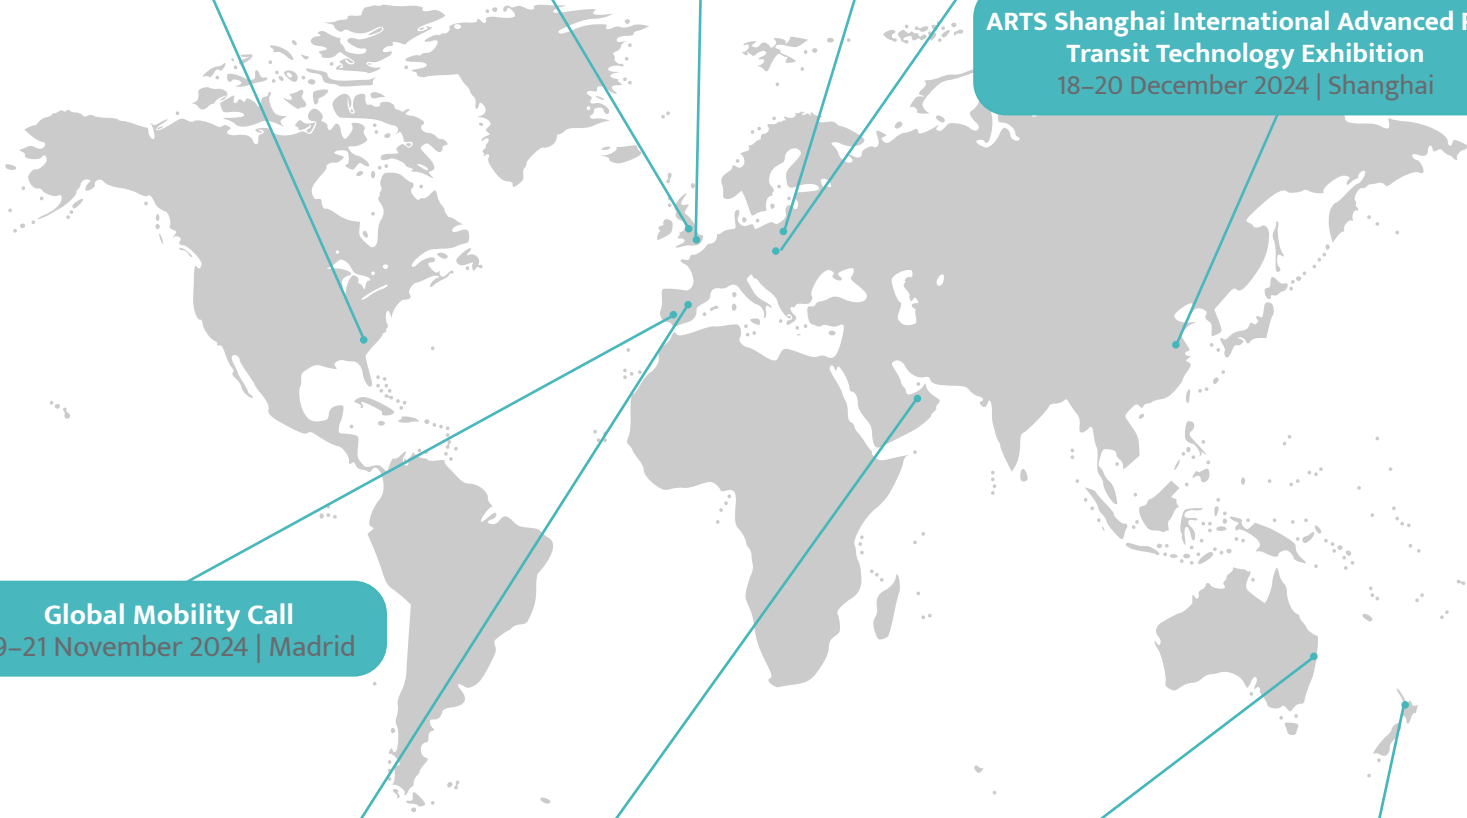 ARTS Shanghai International Advanced
Transit Technology Exhibition
18–20 December 2024 | Shanghai
Global Mobility Call
9–21 November 2024 | Madrid